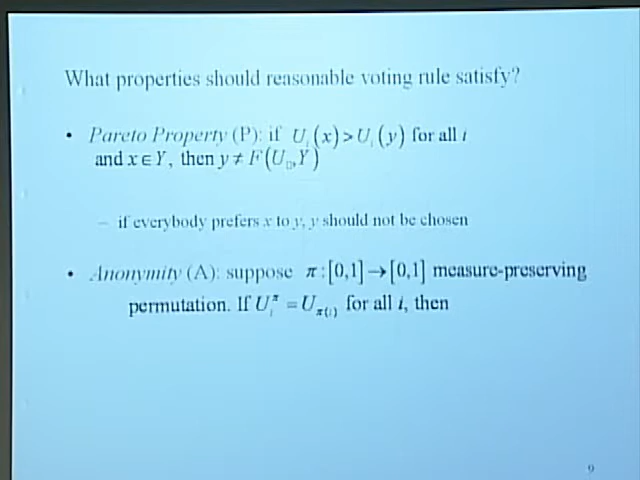 What properties should reasonable voting rule satisfy?
• Pareto Property (P): if U_i(x)>U_i(y) for all i
and x∈Y, then y≠F(U_□,Y)
– if everybody prefers x to y, y should not be chosen
• Anonymity (A): suppose π:[0,1]→[0,1] measure-preserving
permutation. If U_i^π =U_π(i) for all i, then
9